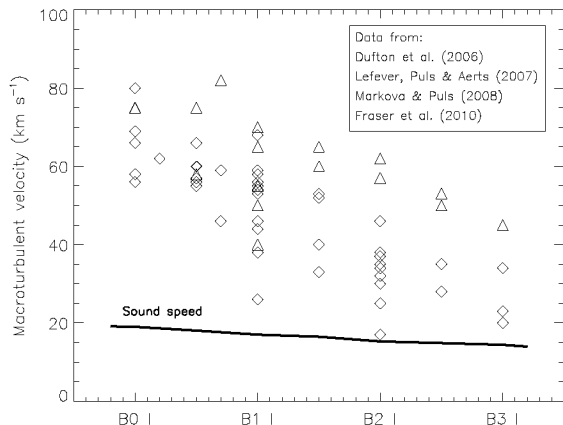 100
80
60
40
20
0
Macroturbulent velocity (km s⁻¹)
Data from:
Dufton et al. (2006)
Lefever, Puls & Aerts (2007)
Markova & Puls (2008)
Fraser et al. (2010)
Sound speed
B0 I
B1 I
B2 I
B3 I